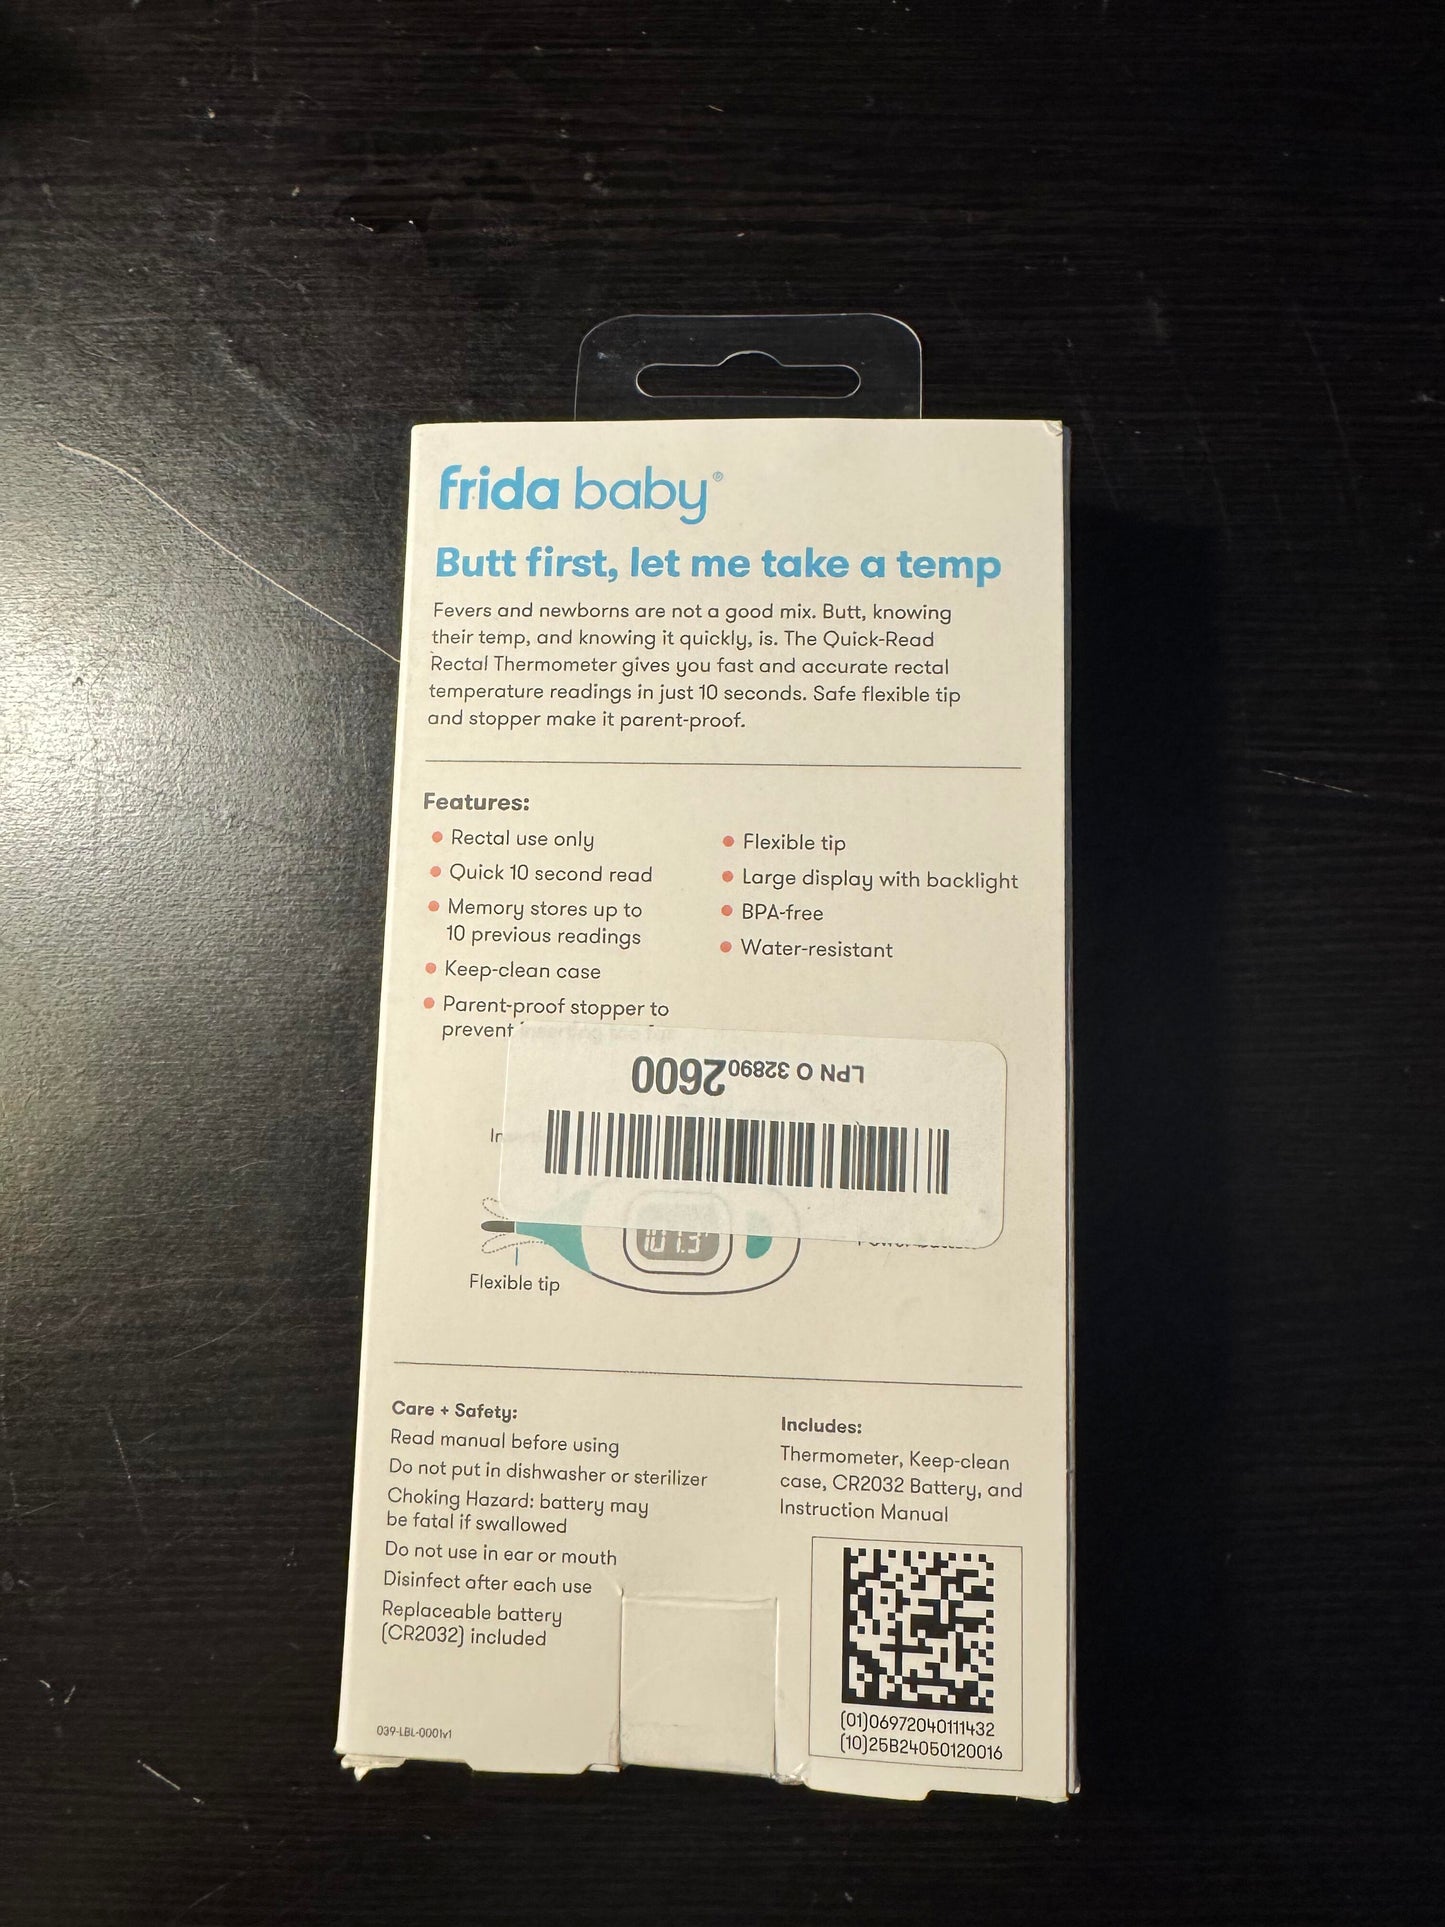 frida baby®
Butt first, let me take a temp
Fevers and newborns are not a good mix. Butt, knowing
their temp, and knowing it quickly, is. The Quick-Read
Rectal Thermometer gives you fast and accurate rectal
temperature readings in just 10 seconds. Safe flexible tip
and stopper make it parent-proof.
Features:
Rectal use only
Quick 10 second read
Memory stores up to
10 previous readings
Keep-clean case
Parent-proof stopper to
prevent inserting too far
Flexible tip
Large display with backlight
BPA-free
Water-resistant
LPN O 328902600
101.3°
Flexible tip
Care + Safety:
Read manual before using
Do not put in dishwasher or sterilizer
Choking Hazard: battery may
be fatal if swallowed
Do not use in ear or mouth
Disinfect after each use
Replaceable battery
(CR2032) included
039-LBL-0001v1
Includes:
Thermometer, Keep-clean
case, CR2032 Battery, and
Instruction Manual
(01)06972040111432
(10)25B24050120016